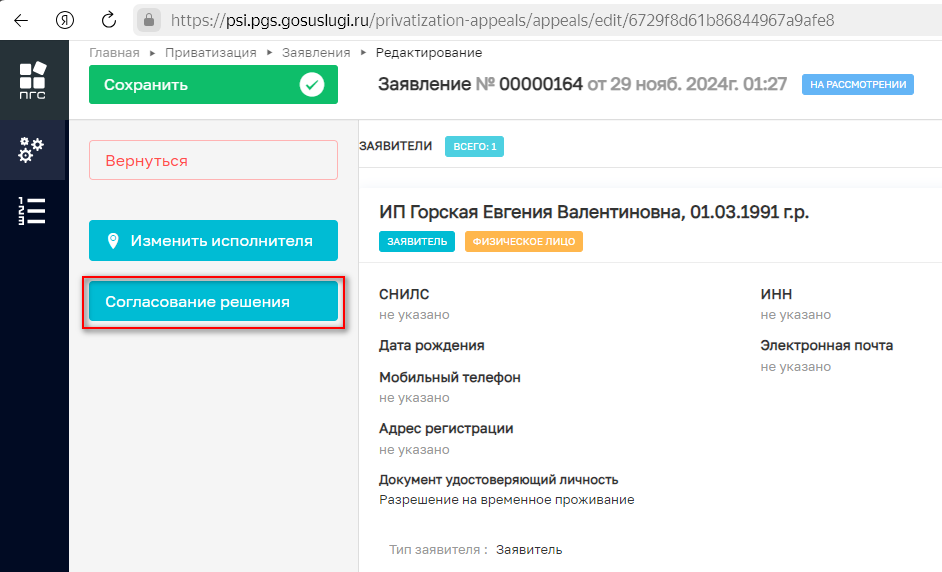 https://psi.pgs.gosuslugi.ru/privatization-appeals/appeals/edit/6729f8d61b86844967a9afe8
Я
Главная ▸ Приватизация ▸ Заявления ▸ Редактирование
ПГС
Сохранить
Заявление № 00000164 от 29 нояб. 2024г. 01:27 НА РАССМОТРЕНИИ
Вернуться
ЗАЯВИТЕЛИ ВСЕГО: 1
1
2
3
Изменить исполнителя
Согласование решения
ИП Горская Евгения Валентиновна, 01.03.1991 г.р.
ЗАЯВИТЕЛЬ ФИЗИЧЕСКОЕ ЛИЦО
СНИЛС
не указано
ИНН
не указано
Дата рождения
Электронная почта
не указано
Мобильный телефон
не указано
Адрес регистрации
не указано
Документ удостоверяющий личность
Разрешение на временное проживание
Тип заявителя : Заявитель